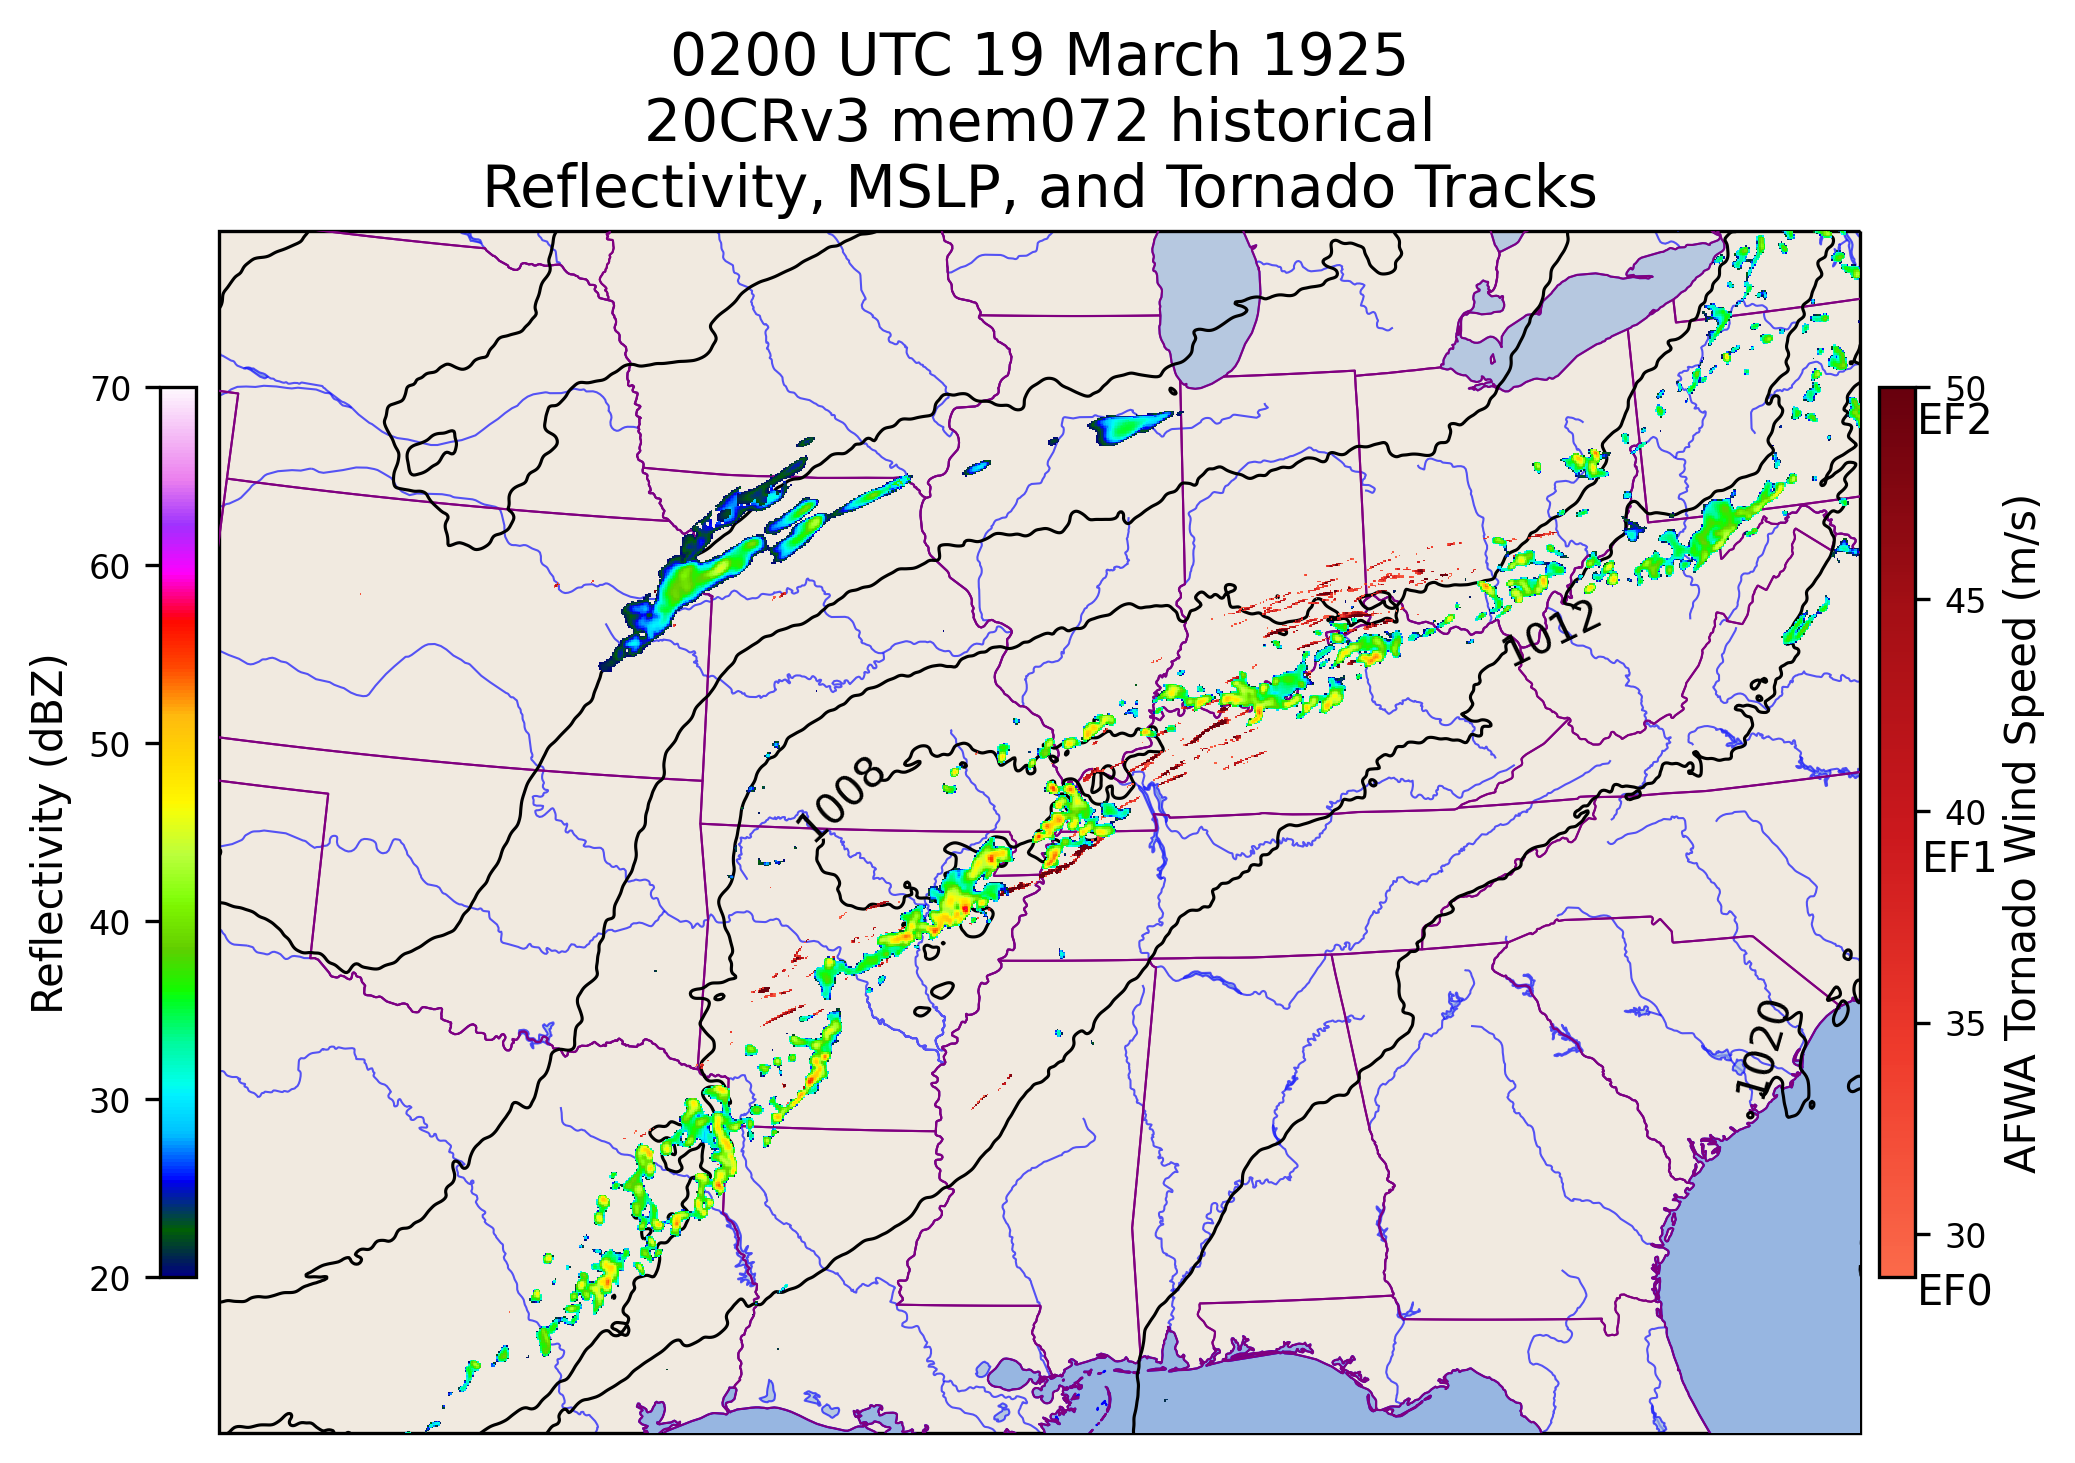 0200 UTC 19 March 1925
20CRv3 mem072 historical
Reflectivity, MSLP, and Tornado Tracks
70
60
50
40
30
20
Reflectivity (dBZ)
1008
1012
1020
50
EF2
45
40
EF1
35
30
EF0
AFWA Tornado Wind Speed (m/s)